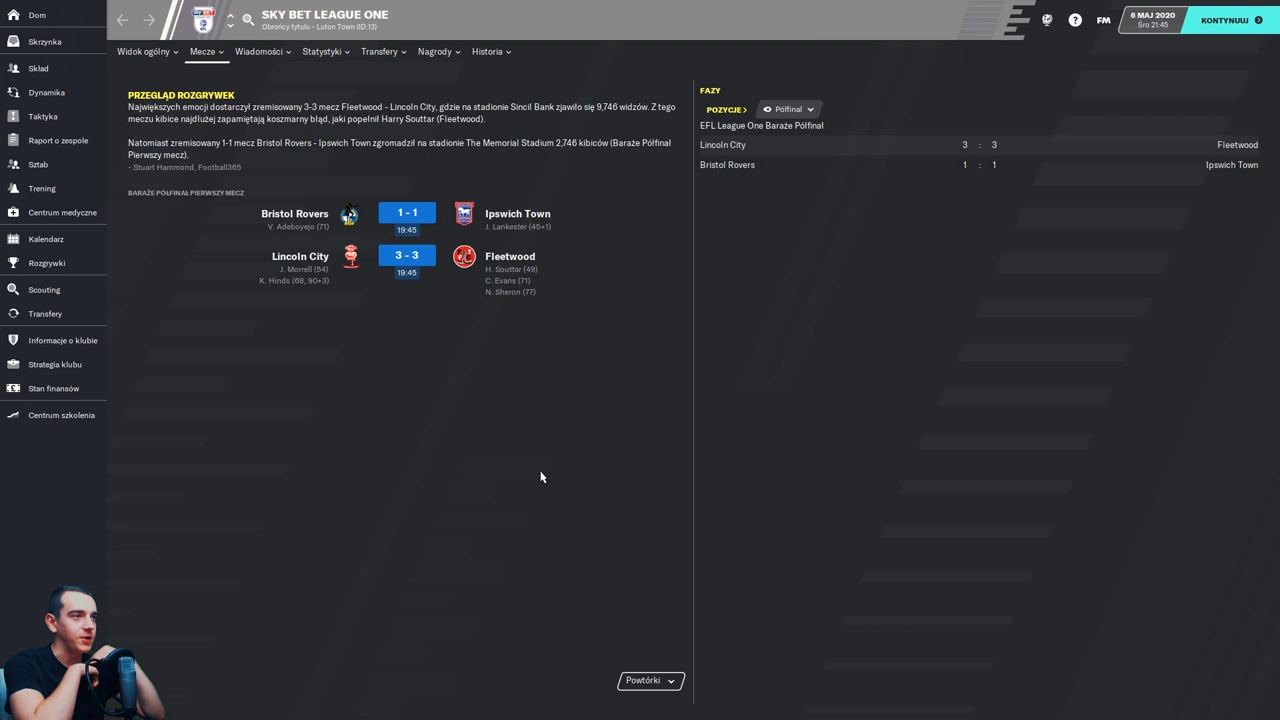 Dom
Skrzynka
Skład
Dynamika
Taktyka
Raport o zespole
Sztab
Trening
Centrum medyczne
Kalendarz
Rozgrywki
Scouting
Transfery
Informacje o klubie
Strategia klubu
Stan finansów
Centrum szkolenia
SKY BET LEAGUE ONE
Obrońcy tytułu - Luton Town (ID:13)
FM
6 MAJ 2020
Śro 21:45
KONTYNUUJ
Widok ogólny
Mecze
Wiadomości
Statystyki
Transfery
Nagrody
Historia
PRZEGLĄD ROZGRYWEK
Największych emocji dostarczył zremisowany 3-3 mecz Fleetwood - Lincoln City, gdzie na stadionie Sincil Bank zjawiło się 9,746 widzów. Z tego
meczu kibice najdłużej zapamiętają koszmarny błąd, jaki popełnił Harry Souttar (Fleetwood).
Natomiast zremisowany 1-1 mecz Bristol Rovers - Ipswich Town zgromadził na stadionie The Memorial Stadium 2,746 kibiców (Baraże Półfinał
Pierwszy mecz).
- Stuart Hammond, Football365
BARAŻE PÓŁFINAŁ PIERWSZY MECZ
Bristol Rovers 1 - 1 Ipswich Town
V. Adeboyejo (71) 19:45 J. Lankester (45+1)
Lincoln City 3 - 3 Fleetwood
J. Morrell (54) 19:45 H. Souttar (49)
K. Hinds (68, 90+3) C. Evans (71)
N. Sheron (77)
Powtórki
FAZY
POZYCJE > Półfinał
EFL League One Baraże Półfinał
Lincoln City 3 : 3 Fleetwood
Bristol Rovers 1 : 1 Ipswich Town